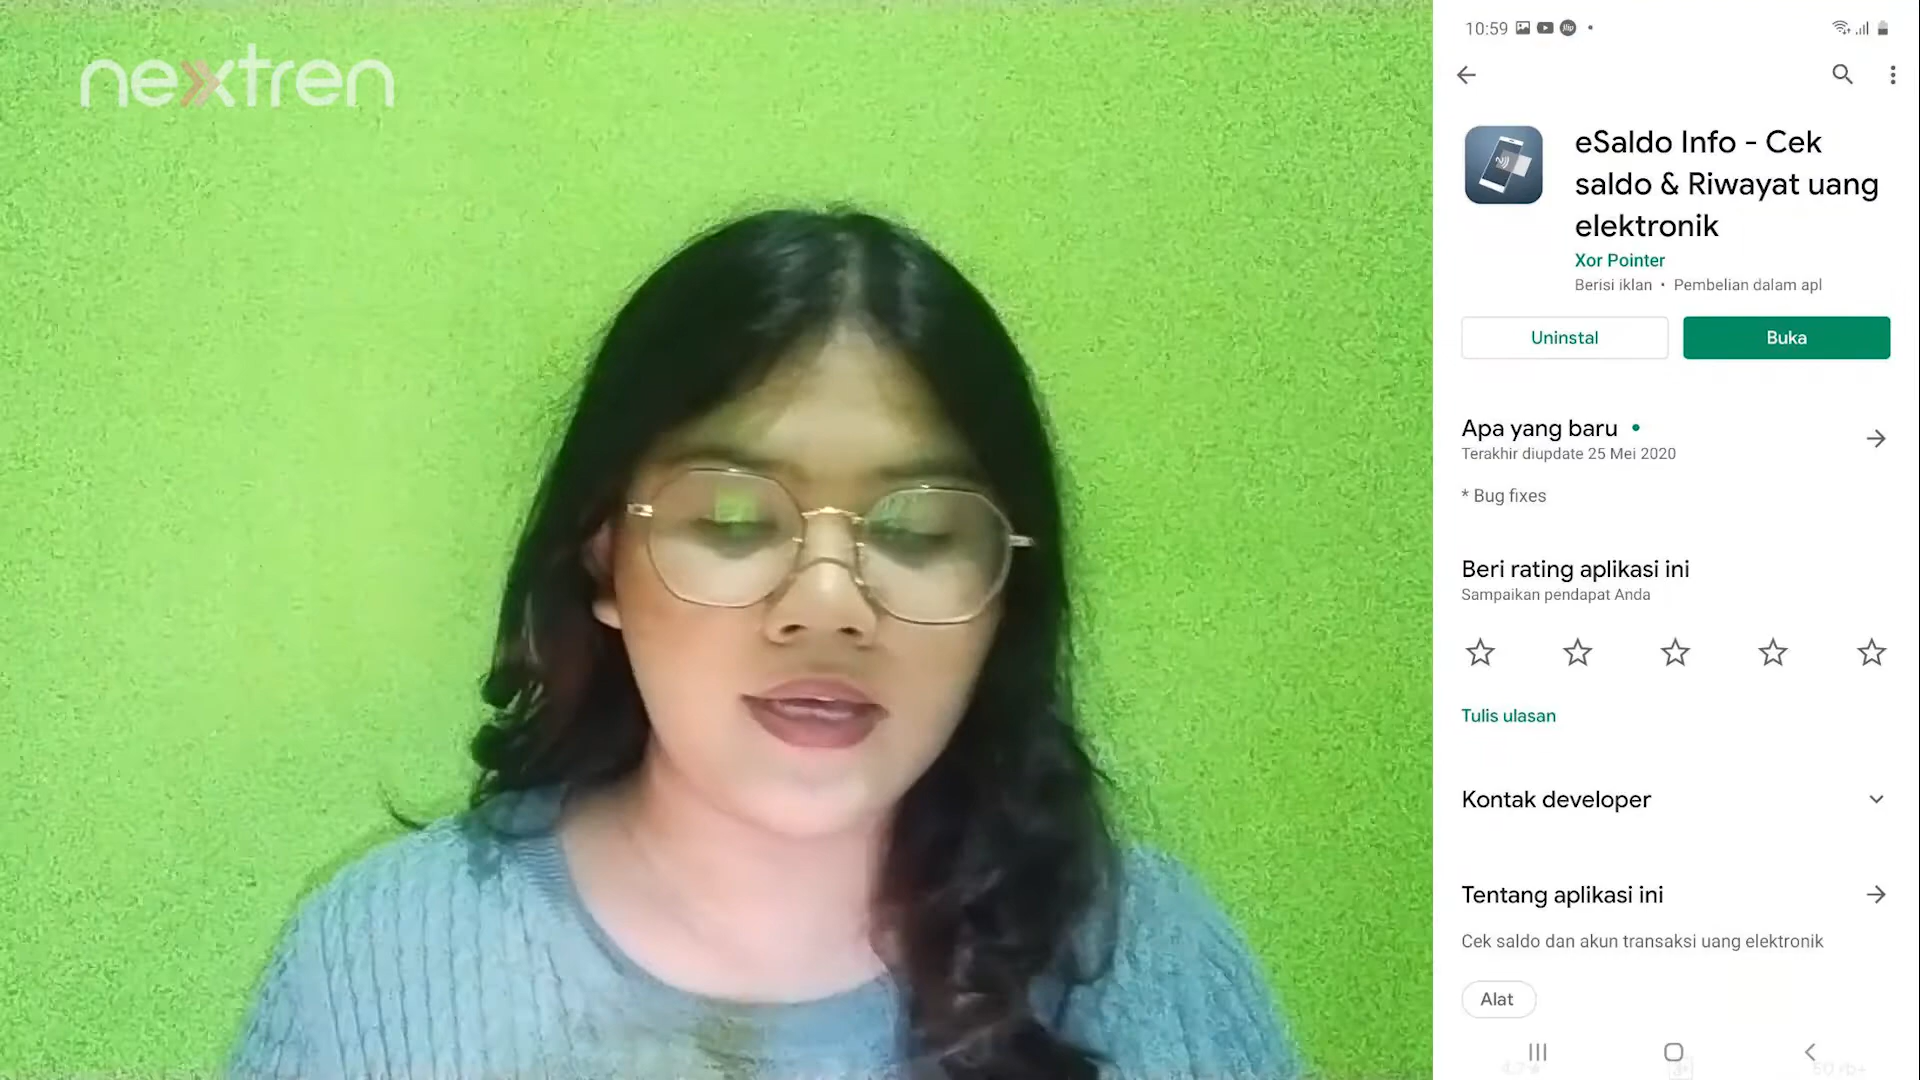 nextren
10:59
eSaldo Info - Cek
saldo & Riwayat uang
elektronik
Xor Pointer
Berisi iklan • Pembelian dalam apl
Uninstal
Buka
Apa yang baru •
Terakhir diupdate 25 Mei 2020
* Bug fixes
Beri rating aplikasi ini
Sampaikan pendapat Anda
Tulis ulasan
Kontak developer
Tentang aplikasi ini
Cek saldo dan akun transaksi uang elektronik
Alat
50 rb+